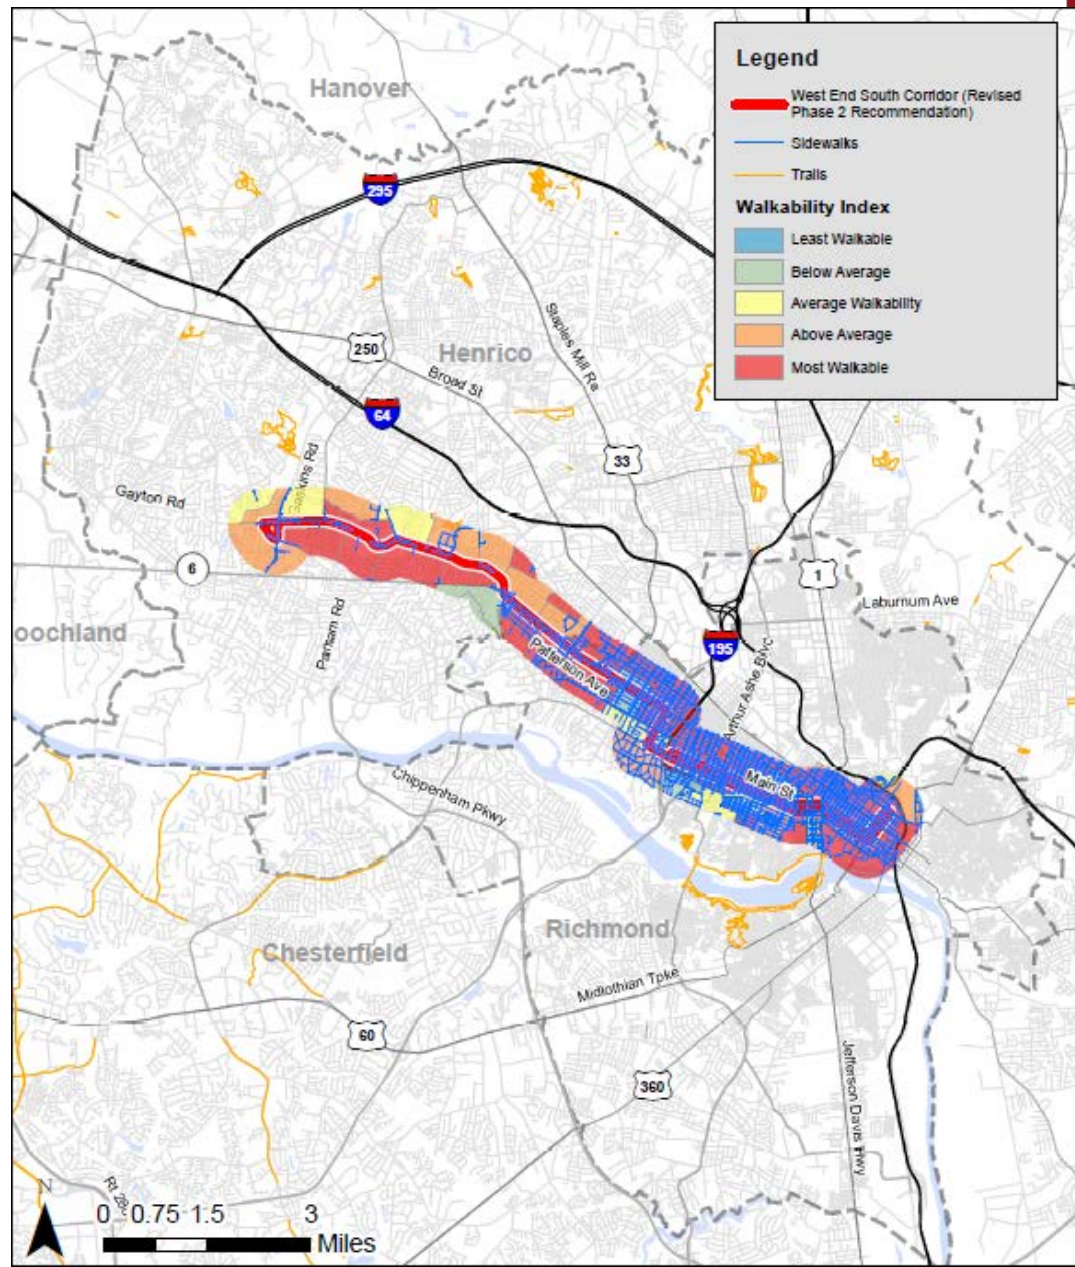 Legend
West End South Corridor (Revised
Phase 2 Recommendation)
Sidewalks
Trails
Walkability Index
Least Walkable
Below Average
Average Walkability
Above Average
Most Walkable
Hanover
295
250
Henrico
Staples Mill Rd
Broad St
64
33
Gayton Rd
kins Rd
6
1
Laburnum Ave
oochland
Parham Rd
195
Patterson Ave
Arthur Ashe Blvd
Main St
Chippenham Pkwy
Richmond
Chesterfield
Midlothian Tpke
60
360
Jefferson Davis Hwy
N
0 0.75 1.5 3
Miles